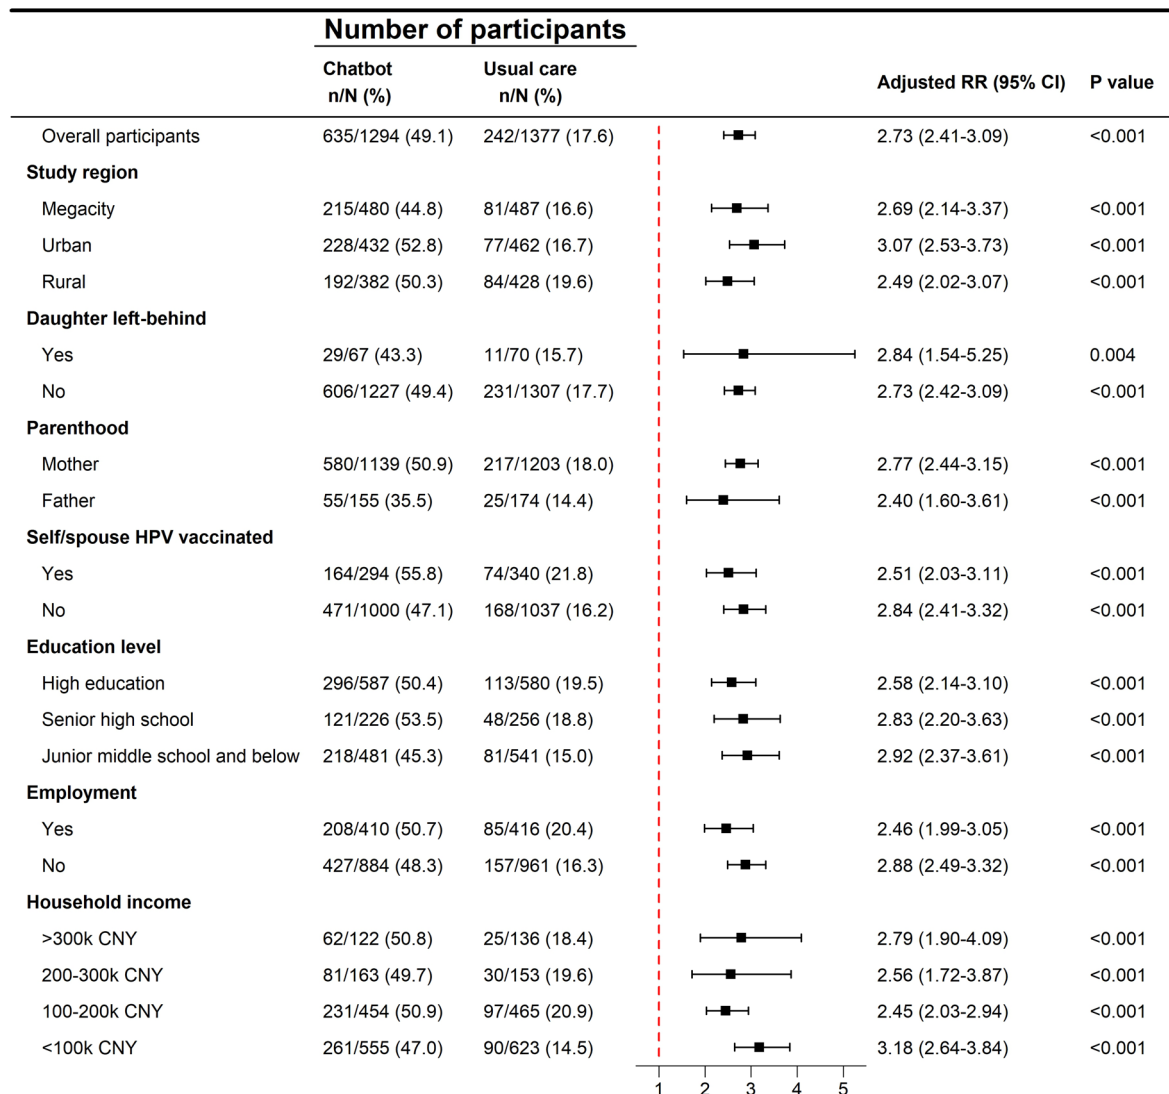 Number of participants
Chatbot Usual care
n/N (%) n/N (%) Adjusted RR (95% CI) P value
Overall participants 635/1294 (49.1) 242/1377 (17.6) 2.73 (2.41-3.09) <0.001
Study region
Megacity 215/480 (44.8) 81/487 (16.6) 2.69 (2.14-3.37) <0.001
Urban 228/432 (52.8) 77/462 (16.7) 3.07 (2.53-3.73) <0.001
Rural 192/382 (50.3) 84/428 (19.6) 2.49 (2.02-3.07) <0.001
Daughter left-behind
Yes 29/67 (43.3) 11/70 (15.7) 2.84 (1.54-5.25) 0.004
No 606/1227 (49.4) 231/1307 (17.7) 2.73 (2.42-3.09) <0.001
Parenthood
Mother 580/1139 (50.9) 217/1203 (18.0) 2.77 (2.44-3.15) <0.001
Father 55/155 (35.5) 25/174 (14.4) 2.40 (1.60-3.61) <0.001
Self/spouse HPV vaccinated
Yes 164/294 (55.8) 74/340 (21.8) 2.51 (2.03-3.11) <0.001
No 471/1000 (47.1) 168/1037 (16.2) 2.84 (2.41-3.32) <0.001
Education level
High education 296/587 (50.4) 113/580 (19.5) 2.58 (2.14-3.10) <0.001
Senior high school 121/226 (53.5) 48/256 (18.8) 2.83 (2.20-3.63) <0.001
Junior middle school and below 218/481 (45.3) 81/541 (15.0) 2.92 (2.37-3.61) <0.001
Employment
Yes 208/410 (50.7) 85/416 (20.4) 2.46 (1.99-3.05) <0.001
No 427/884 (48.3) 157/961 (16.3) 2.88 (2.49-3.32) <0.001
Household income
>300k CNY 62/122 (50.8) 25/136 (18.4) 2.79 (1.90-4.09) <0.001
200-300k CNY 81/163 (49.7) 30/153 (19.6) 2.56 (1.72-3.87) <0.001
100-200k CNY 231/454 (50.9) 97/465 (20.9) 2.45 (2.03-2.94) <0.001
<100k CNY 261/555 (47.0) 90/623 (14.5) 3.18 (2.64-3.84) <0.001
1 2 3 4 5